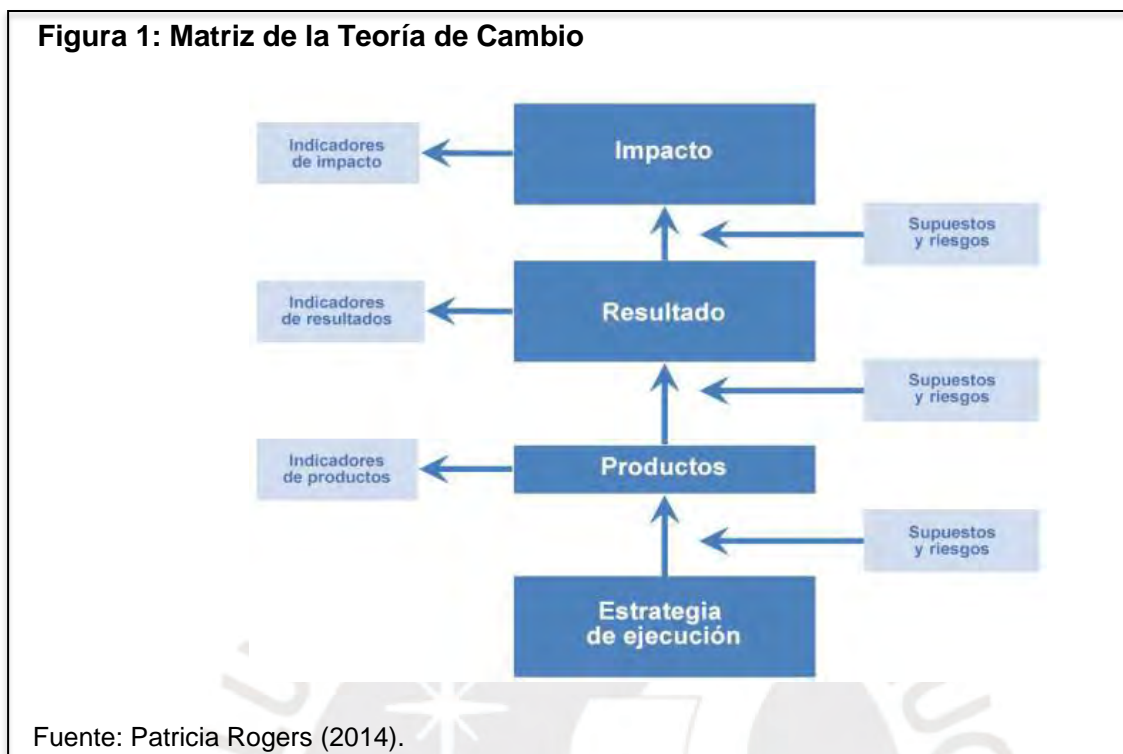 Figura 1: Matriz de la Teoría de Cambio
Indicadores
de impacto
Impacto
Supuestos
y riesgos
Indicadores
de resultados
Resultado
Supuestos
y riesgos
Indicadores
de productos
Productos
Supuestos
y riesgos
Estrategia
de ejecución
Fuente: Patricia Rogers (2014).